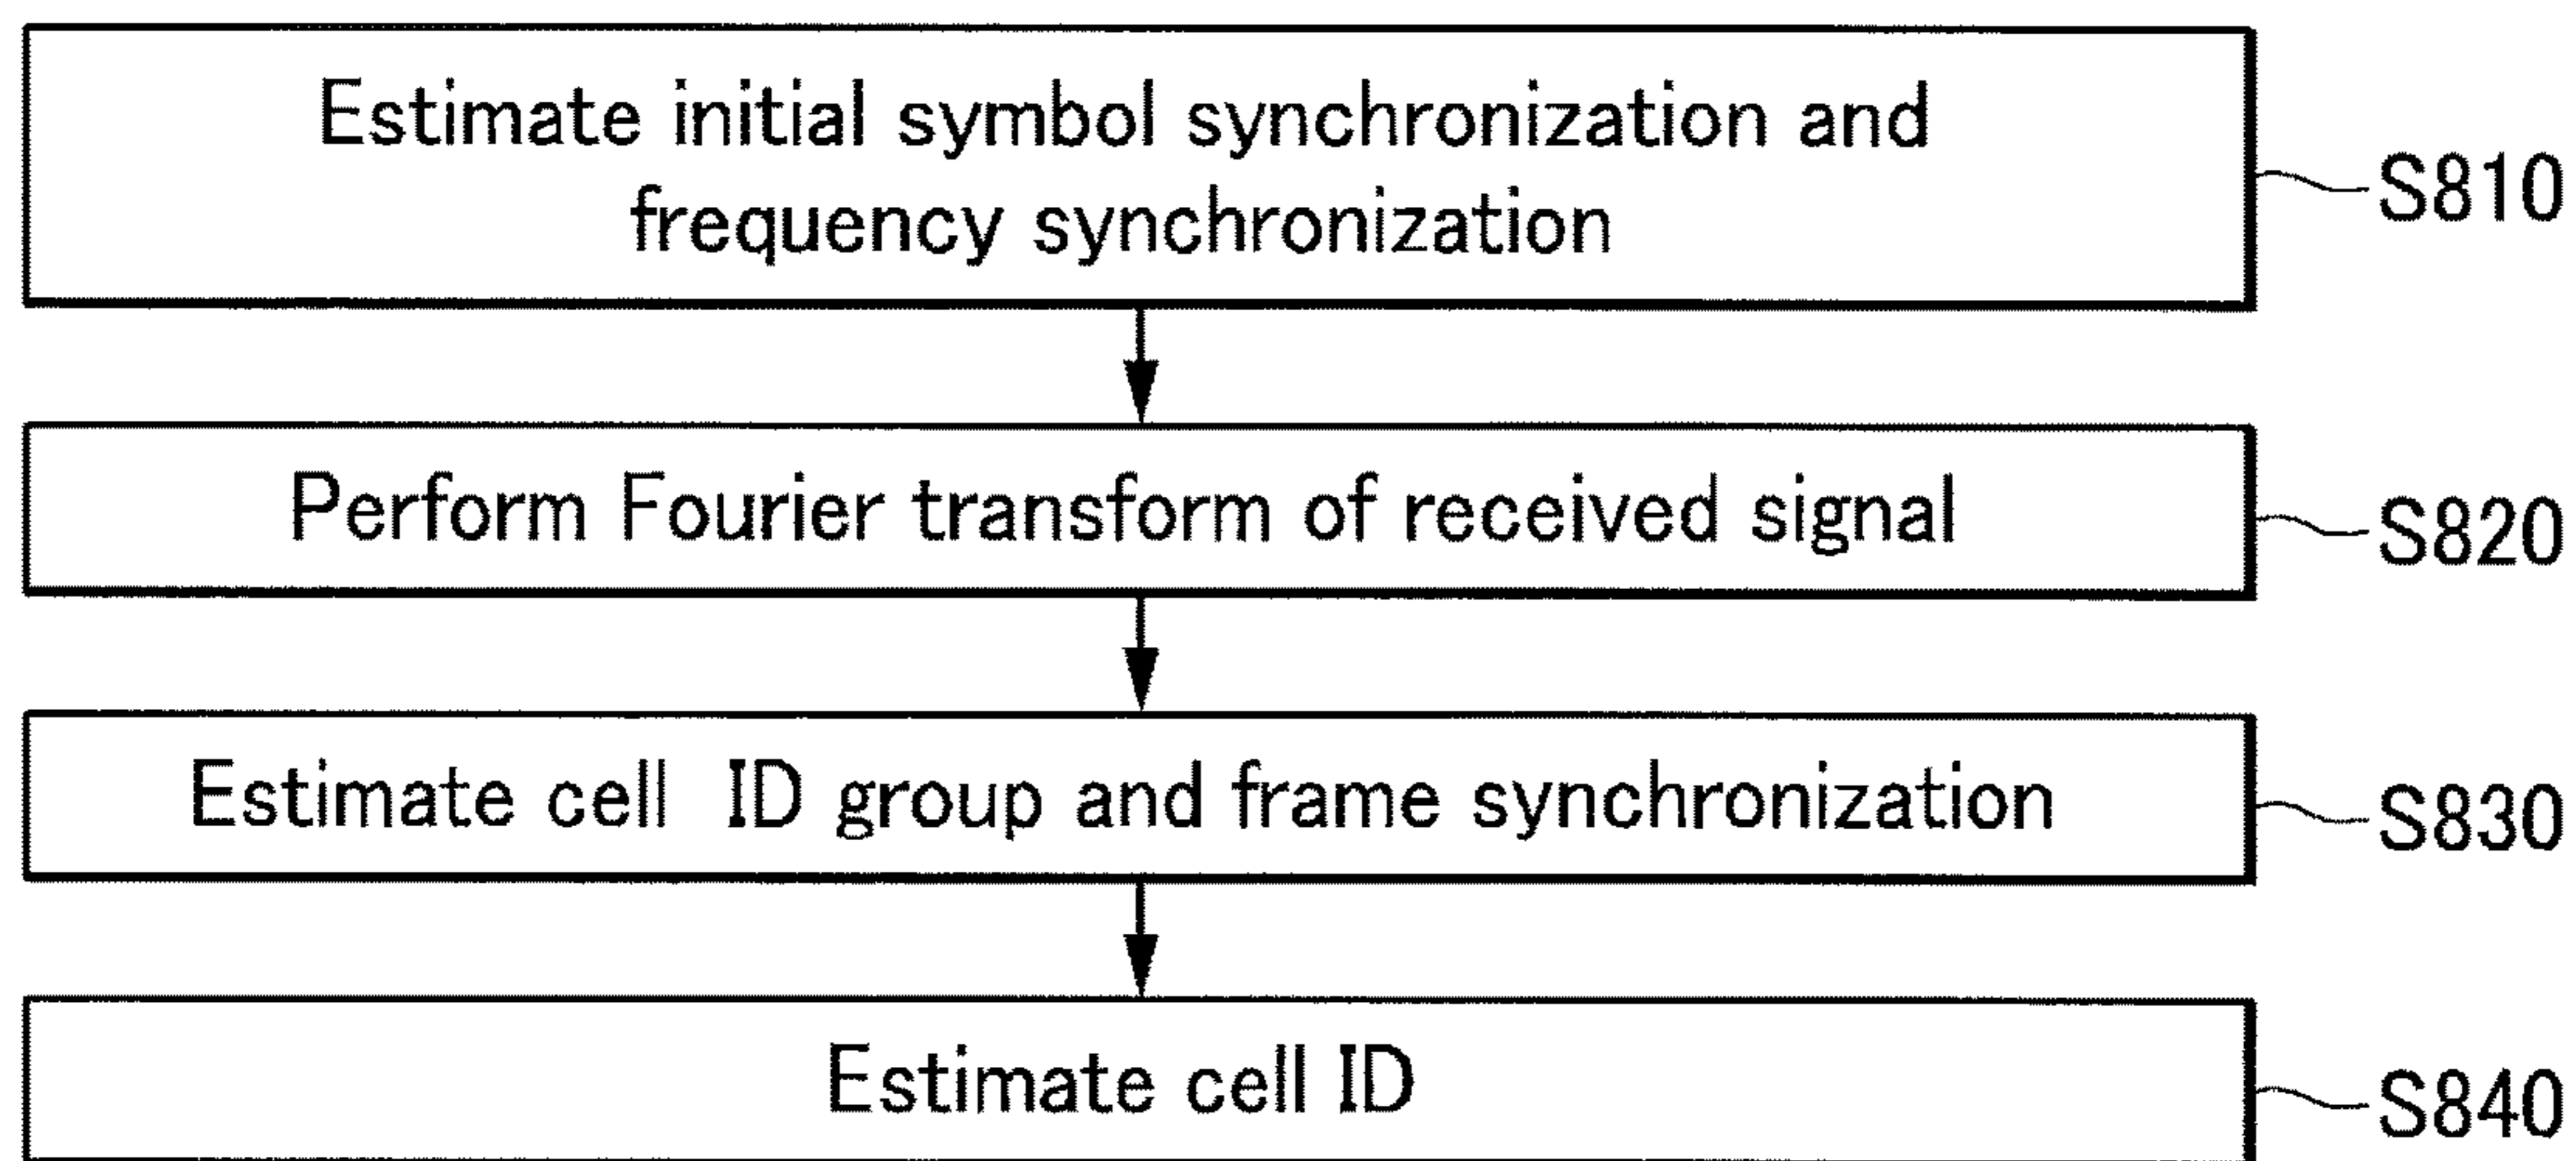 Estimate initial symbol synchronization and
frequency synchronization
S810
Perform Fourier transform of received signal
S820
Estimate cell ID group and frame synchronization
S830
Estimate cell ID
S840